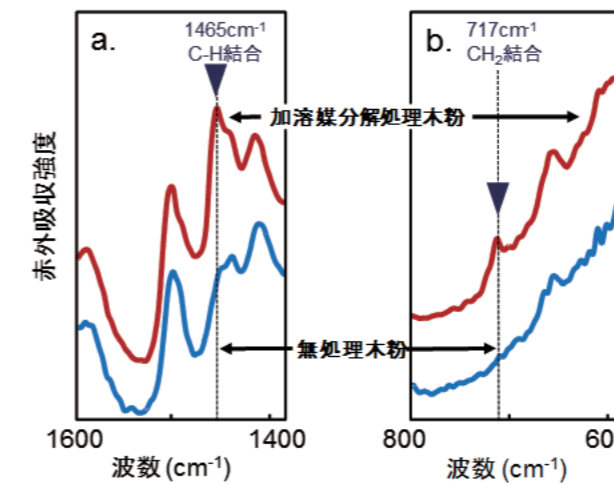 a.
1465cm-1
C-H結合
b.
717cm-1
CH2結合
加溶媒分解処理木粉
無処理木粉
赤外吸収強度
1600
1400
波数 (cm-1)
800
波数 (cm-1)